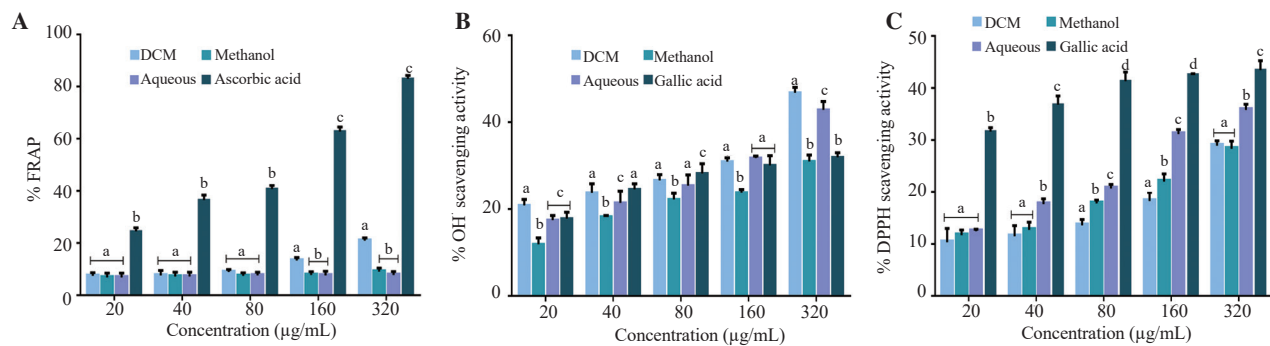 A
% FRAP
100
80
60
40
20
0
DCM Methanol
Aqueous Ascorbic acid
a b a b a b a b c a b c
20 40 80 160 320
Concentration (µg/mL)
B
% OH· scavenging activity
60
40
20
0
DCM Methanol
Aqueous Gallic acid
a b c a b c a a b a c a b a a b c b
20 40 80 160 320
Concentration (µg/mL)
C
% DPPH scavenging activity
50
40
30
20
10
0
DCM Methanol
Aqueous Gallic acid
a b a b c a b c d a b c d a b c
20 40 80 160 320
Concentration (µg/mL)